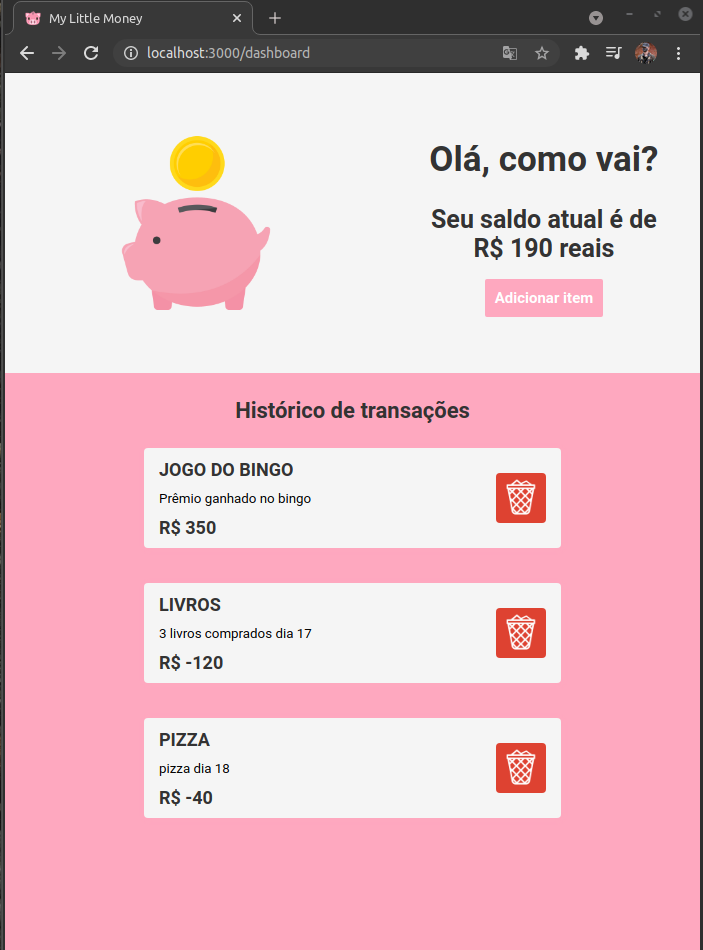 My Little Money
localhost:3000/dashboard
Olá, como vai?
Seu saldo atual é de
R$ 190 reais
Adicionar item
Histórico de transações
JOGO DO BINGO
Prêmio ganhado no bingo
R$ 350
LIVROS
3 livros comprados dia 17
R$ -120
PIZZA
pizza dia 18
R$ -40